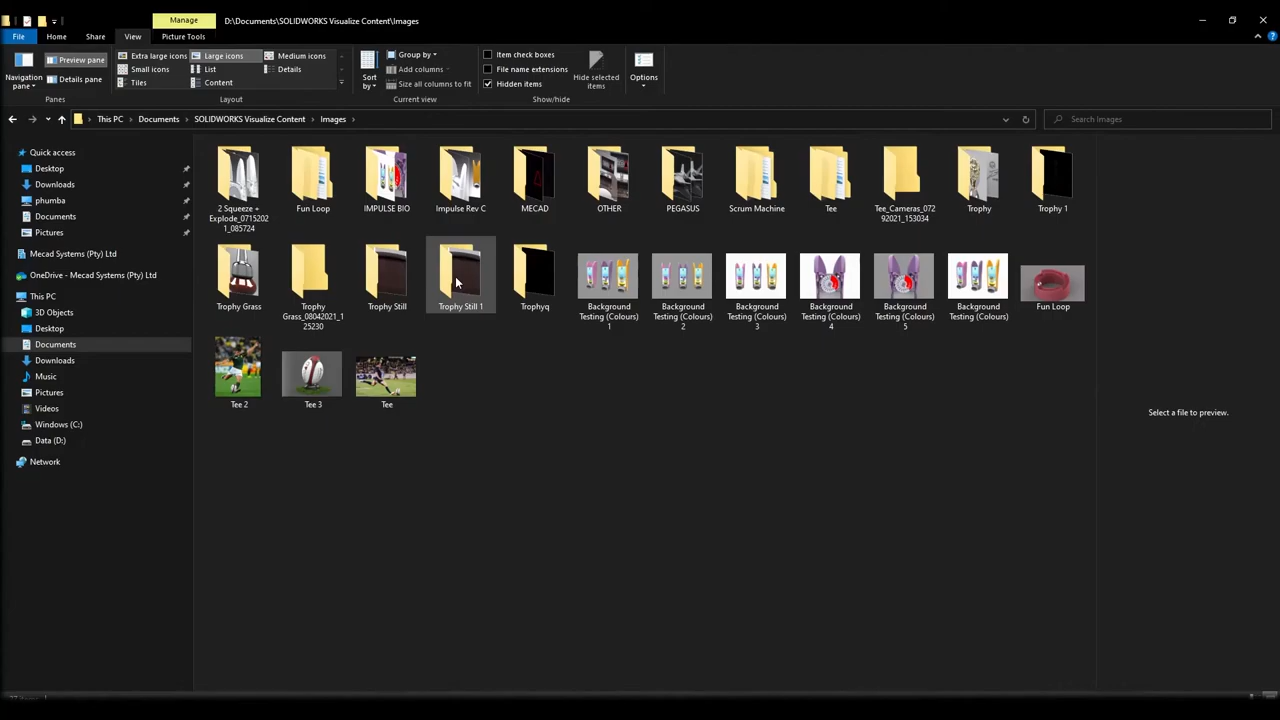 Manage
D:\Documents\SOLIDWORKS Visualize Content\Images
File Home Share View Picture Tools
Navigation pane
Preview pane
Details pane
Panes
Extra large icons Large icons Medium icons
Small icons List Details
Tiles Content
Layout
Sort by
Group by
Add columns
Size all columns to fit
Current view
Item check boxes
File name extensions
Hidden items
Hide selected items
Show/hide
Options
This PC Documents SOLIDWORKS Visualize Content Images
Search Images
Quick access
Desktop
Downloads
phumba
Documents
Pictures
Mecad Systems (Pty) Ltd
OneDrive - Mecad Systems (Pty) Ltd
This PC
3D Objects
Desktop
Documents
Downloads
Music
Pictures
Videos
Windows (C:)
Data (D:)
Network
2 Squeeze +
Explode_0715202
1_085724
Fun Loop
IMPULSE BIO
Impulse Rev C
MECAD
OTHER
PEGASUS
Scrum Machine
Tee
Tee_Cameras_072
92021_153034
Trophy
Trophy 1
Trophy Grass
Trophy
Grass_08042021_1
25230
Trophy Still
Trophy Still 1
Trophyq
Background
Testing (Colours)
1
Background
Testing (Colours)
2
Background
Testing (Colours)
3
Background
Testing (Colours)
4
Background
Testing (Colours)
5
Background
Testing (Colours)
Fun Loop
Tee 2
Tee 3
Tee
Select a file to preview.